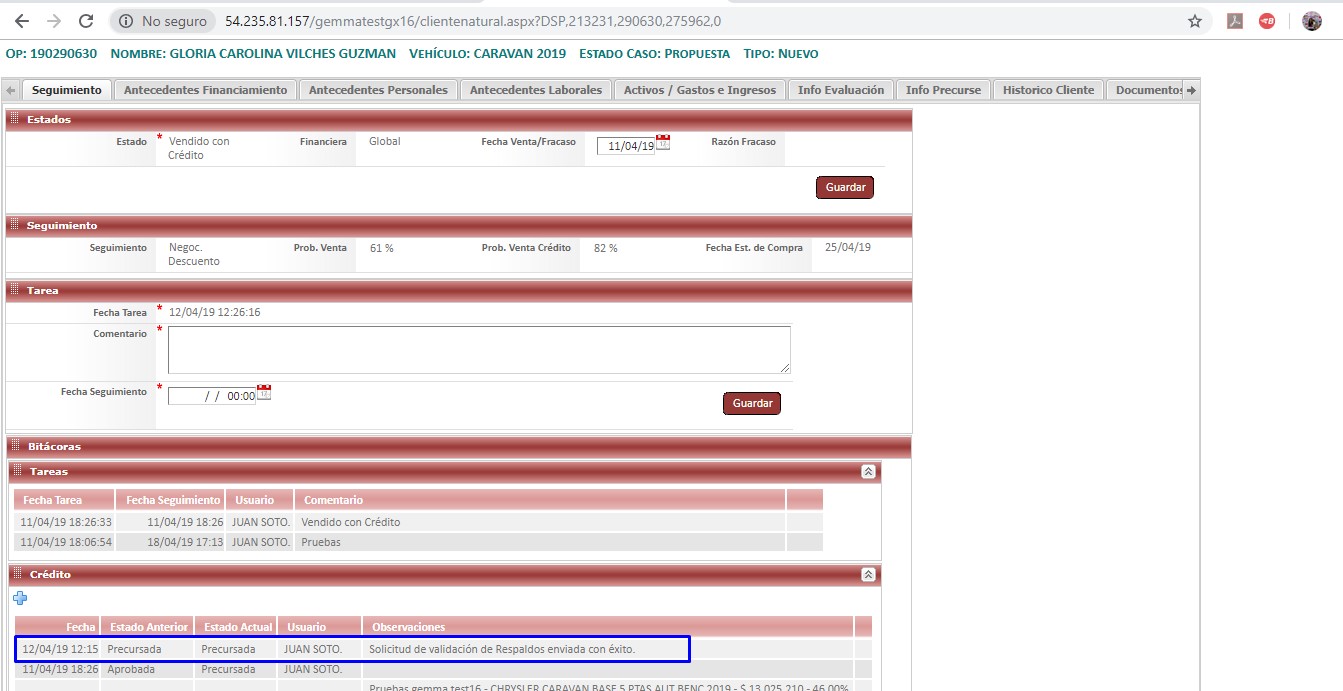 No seguro 54.235.81.157/gemmatestgx16/clientenatural.aspx?DSP,213231,290630,275962,0
OP: 190290630 NOMBRE: GLORIA CAROLINA VILCHES GUZMAN VEHÍCULO: CARAVAN 2019 ESTADO CASO: PROPUESTA TIPO: NUEVO
Seguimiento Antecedentes Financiamiento Antecedentes Personales Antecedentes Laborales Activos / Gastos e Ingresos Info Evaluación Info Precurse Historico Cliente Documentos
Estados
Estado * Vendido con Financiera Global Fecha Venta/Fracaso 11/04/19 Razón Fracaso
Crédito
Guardar
Seguimiento
Seguimiento Negoc. Prob. Venta 61 % Prob. Venta Crédito 82 % Fecha Est. de Compra 25/04/19
Descuento
Tarea
Fecha Tarea * 12/04/19 12:26:16
Comentario *
Fecha Seguimiento * / / 00:00
Guardar
Bitácoras
Tareas
Fecha Tarea Fecha Seguimiento Usuario Comentario
11/04/19 18:26:33 11/04/19 18:26 JUAN SOTO. Vendido con Crédito
11/04/19 18:06:54 18/04/19 17:13 JUAN SOTO. Pruebas
Crédito
Fecha Estado Anterior Estado Actual Usuario Observaciones
12/04/19 12:15 Precursada Precursada JUAN SOTO. Solicitud de validación de Respaldos enviada con éxito.
11/04/19 18:26 Aprobada Precursada JUAN SOTO.
Pruebas gemma test16 - CHRYSLER CARAVAN BASE 5 PTAS AUT BENC 2019 - $ 13.025.210 - 46.00%